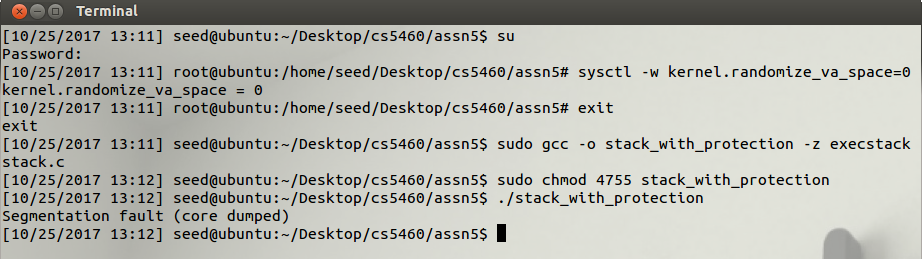 Terminal
[10/25/2017 13:11] seed@ubuntu:~/Desktop/cs5460/assn5$ su
Password:
[10/25/2017 13:11] root@ubuntu:/home/seed/Desktop/cs5460/assn5# sysctl -w kernel.randomize_va_space=0
kernel.randomize_va_space = 0
[10/25/2017 13:11] root@ubuntu:/home/seed/Desktop/cs5460/assn5# exit
exit
[10/25/2017 13:11] seed@ubuntu:~/Desktop/cs5460/assn5$ sudo gcc -o stack_with_protection -z execstack
stack.c
[10/25/2017 13:12] seed@ubuntu:~/Desktop/cs5460/assn5$ sudo chmod 4755 stack_with_protection
[10/25/2017 13:12] seed@ubuntu:~/Desktop/cs5460/assn5$ ./stack_with_protection
Segmentation fault (core dumped)
[10/25/2017 13:12] seed@ubuntu:~/Desktop/cs5460/assn5$